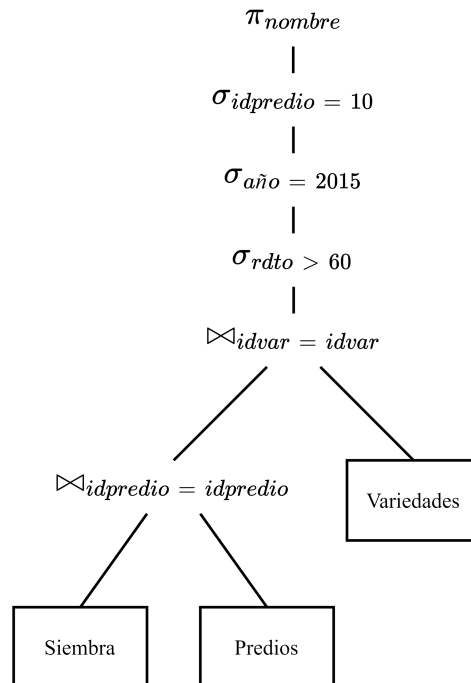 π nombre
σ idpredio = 10
σ año = 2015
σ rdto > 60
⋈ idvar = idvar
⋈ idpredio = idpredio
Variedades
Siembra
Predios